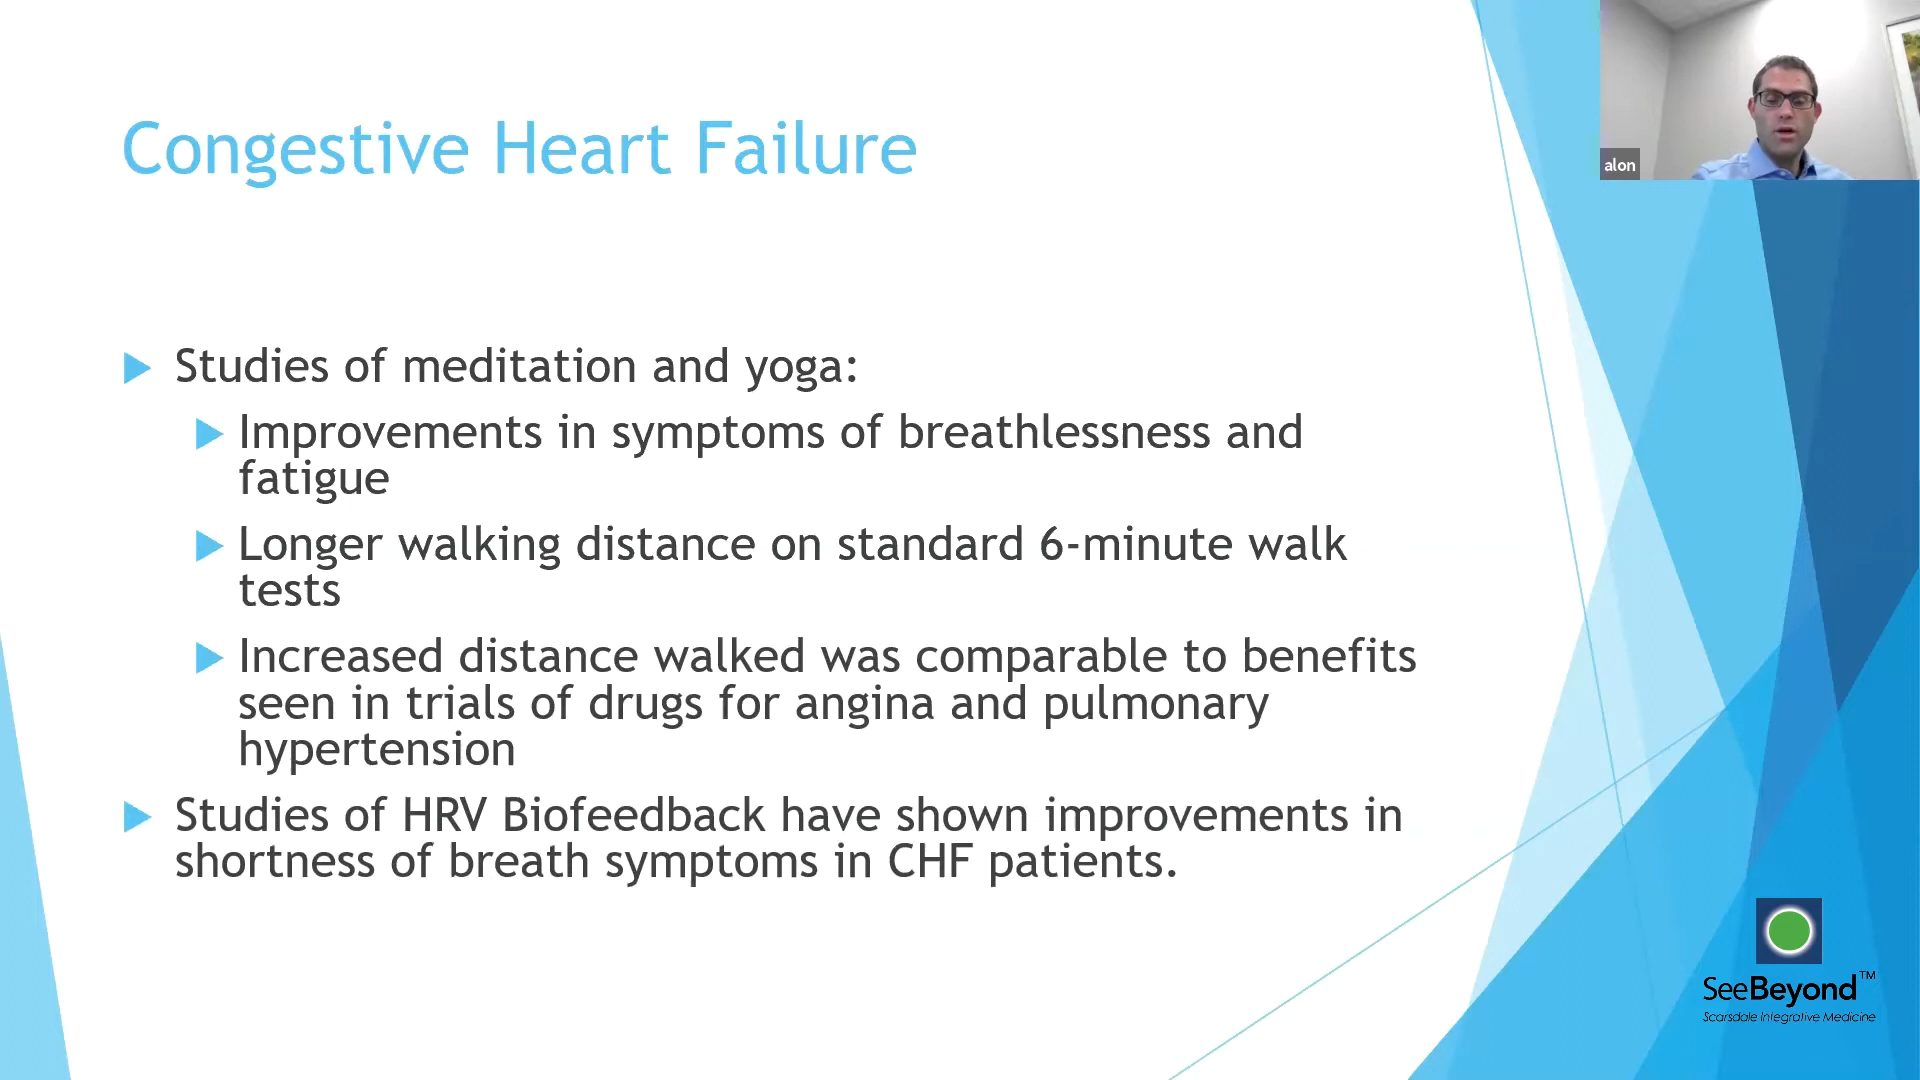 Congestive Heart Failure
alon
Studies of meditation and yoga:
Improvements in symptoms of breathlessness and
fatigue
Longer walking distance on standard 6-minute walk
tests
Increased distance walked was comparable to benefits
seen in trials of drugs for angina and pulmonary
hypertension
Studies of HRV Biofeedback have shown improvements in
shortness of breath symptoms in CHF patients.
SeeBeyond™
Scarsdale Integrative Medicine